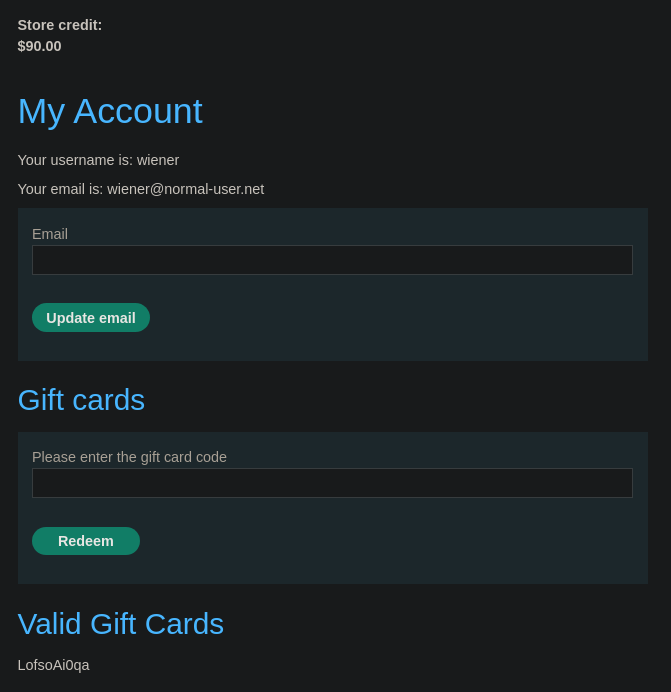 Store credit:
$90.00
My Account
Your username is: wiener
Your email is: wiener@normal-user.net
Email
Update email
Gift cards
Please enter the gift card code
Redeem
Valid Gift Cards
LofsoAi0qa